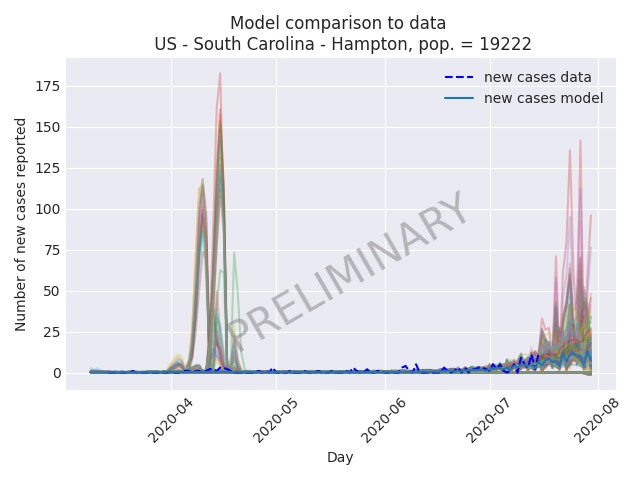 Model comparison to data
US - South Carolina - Hampton, pop. = 19222
new cases data
new cases model
Number of new cases reported
175
150
125
100
75
50
25
0
PRELIMINARY
2020-04
2020-05
2020-06
2020-07
2020-08
Day